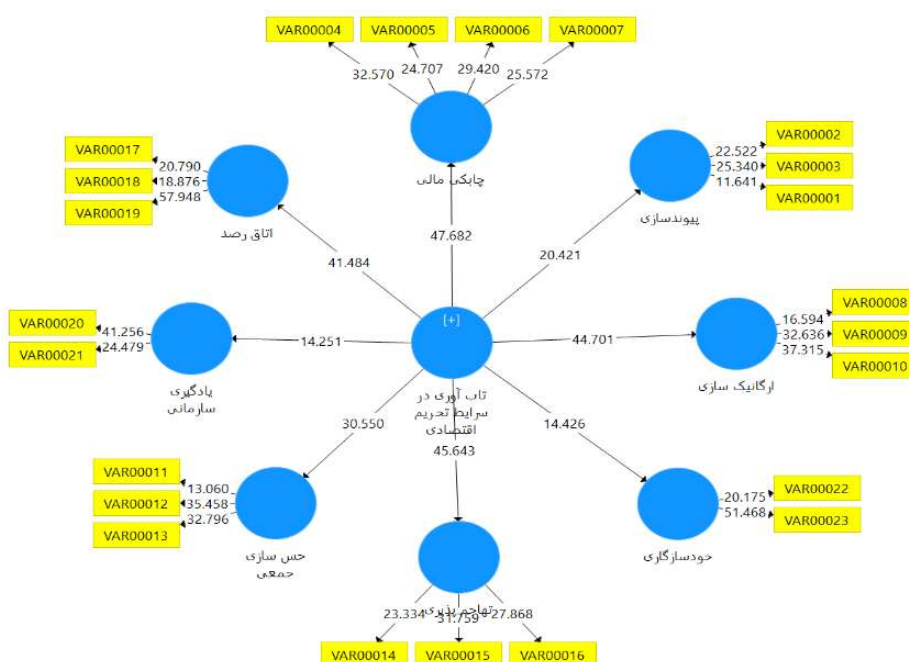 VAR00004 VAR00005 VAR00006 VAR00007
32.570 24.707 29.420 25.572
چابکی مالی
VAR00017
VAR00018
VAR00019
20.790
18.876
57.948
اتاق رصد
VAR00002
VAR00003
VAR00001
22.522
25.340
11.641
پیوندسازی
47.682
41.484
20.421
VAR00020
VAR00021
41.256
24.479
یادگیری
سازمانی
14.251
[+]
تاب آوری در
سرایط تحریم
اقتصادی
44.701
VAR00008
VAR00009
VAR00010
16.594
32.636
37.315
ارگانیک سازی
30.550
45.643
14.426
VAR00011
VAR00012
VAR00013
13.060
35.458
32.796
حس سازی
جمعی
VAR00022
VAR00023
20.175
51.468
خودسازگاری
تهاجم پذیری
23.334 31.759 27.868
VAR00014 VAR00015 VAR00016